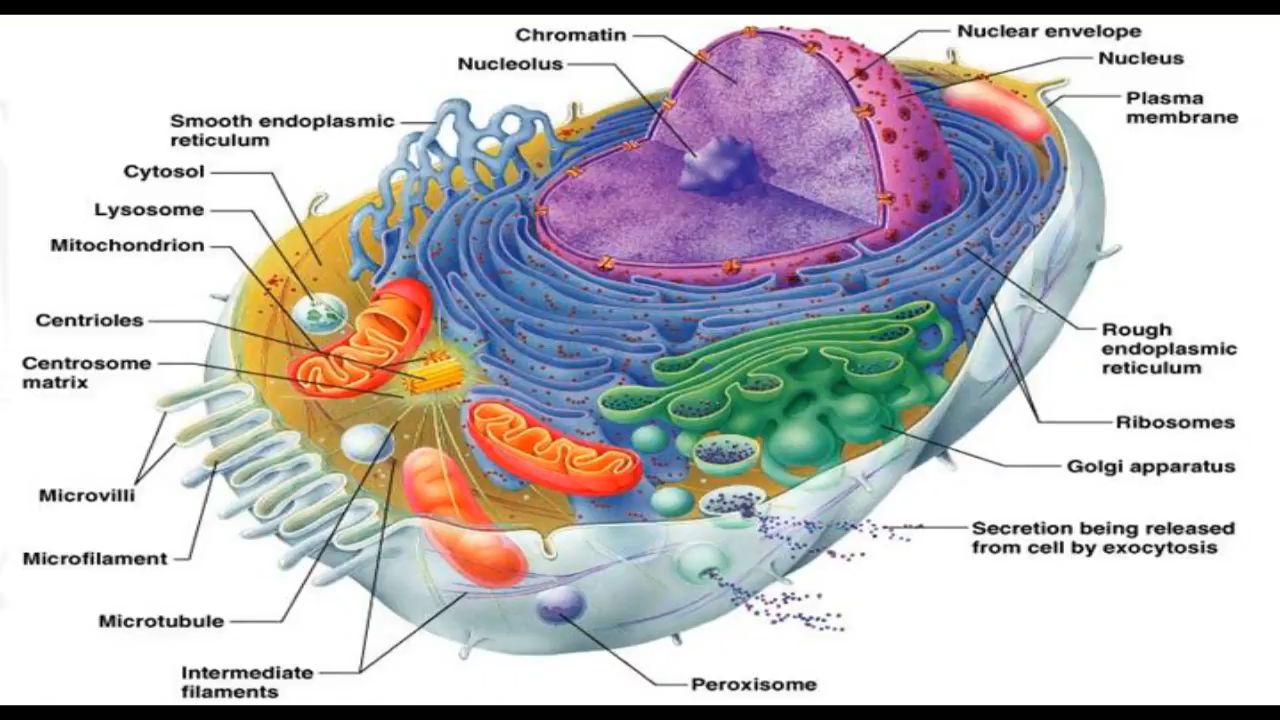 Chromatin
Nucleolus
Smooth endoplasmic
reticulum
Cytosol
Lysosome
Mitochondrion
Centrioles
Centrosome
matrix
Microvilli
Microfilament
Microtubule
Intermediate
filaments
Nuclear envelope
Nucleus
Plasma
membrane
Rough
endoplasmic
reticulum
Ribosomes
Golgi apparatus
Secretion being released
from cell by exocytosis
Peroxisome